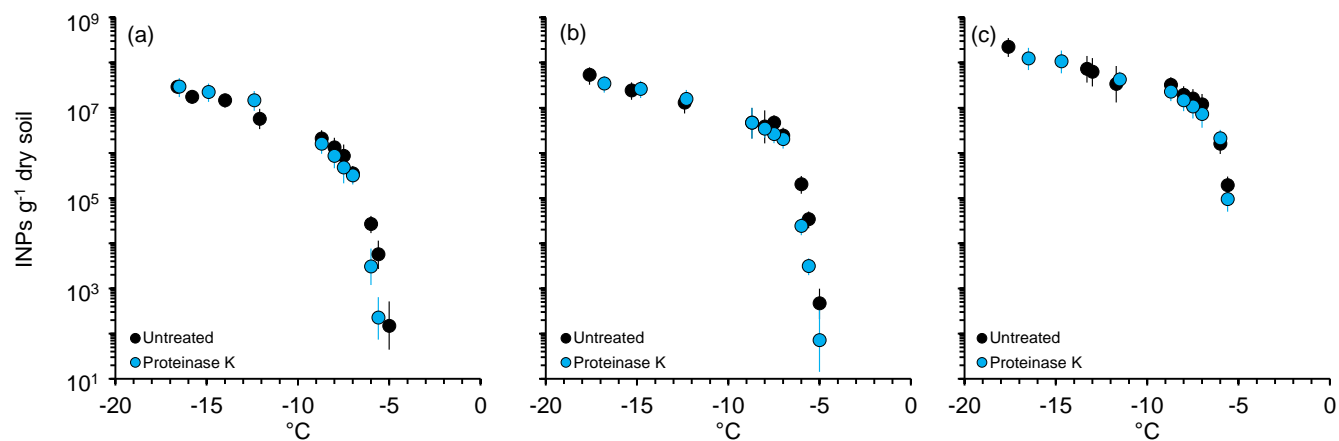 (a)
(b)
(c)
INPs g⁻¹ dry soil
10⁹
10⁷
10⁵
10³
10¹
Untreated
Proteinase K
Untreated
Proteinase K
Untreated
Proteinase K
-20 -15 -10 -5 0
-20 -15 -10 -5 0
-20 -15 -10 -5 0
°C
°C
°C